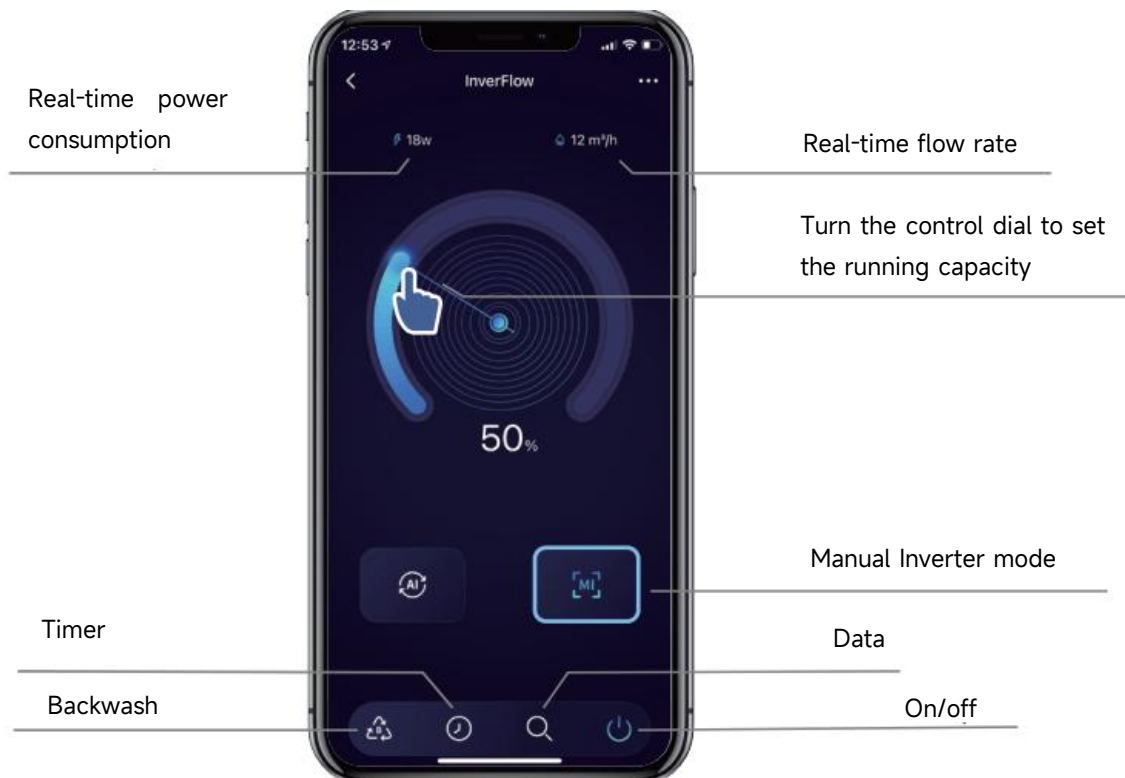 12:53
InverFlow
Real-time power
consumption
18w
12 m³/h
Real-time flow rate
Turn the control dial to set
the running capacity
50%
AI
MI
Manual Inverter mode
Timer
Data
Backwash
On/off